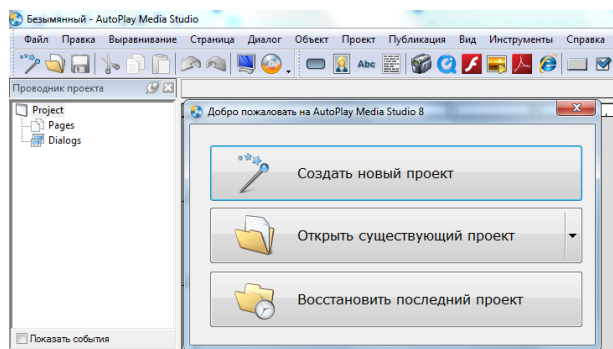 Безымянный - AutoPlay Media Studio
Файл Правка Выравнивание Страница Диалог Объект Проект Публикация Вид Инструменты Справка
Abc
Проводник проекта
Project
Pages
Dialogs
Добро пожаловать на AutoPlay Media Studio 8
Создать новый проект
Открыть существующий проект
Восстановить последний проект
Показать события